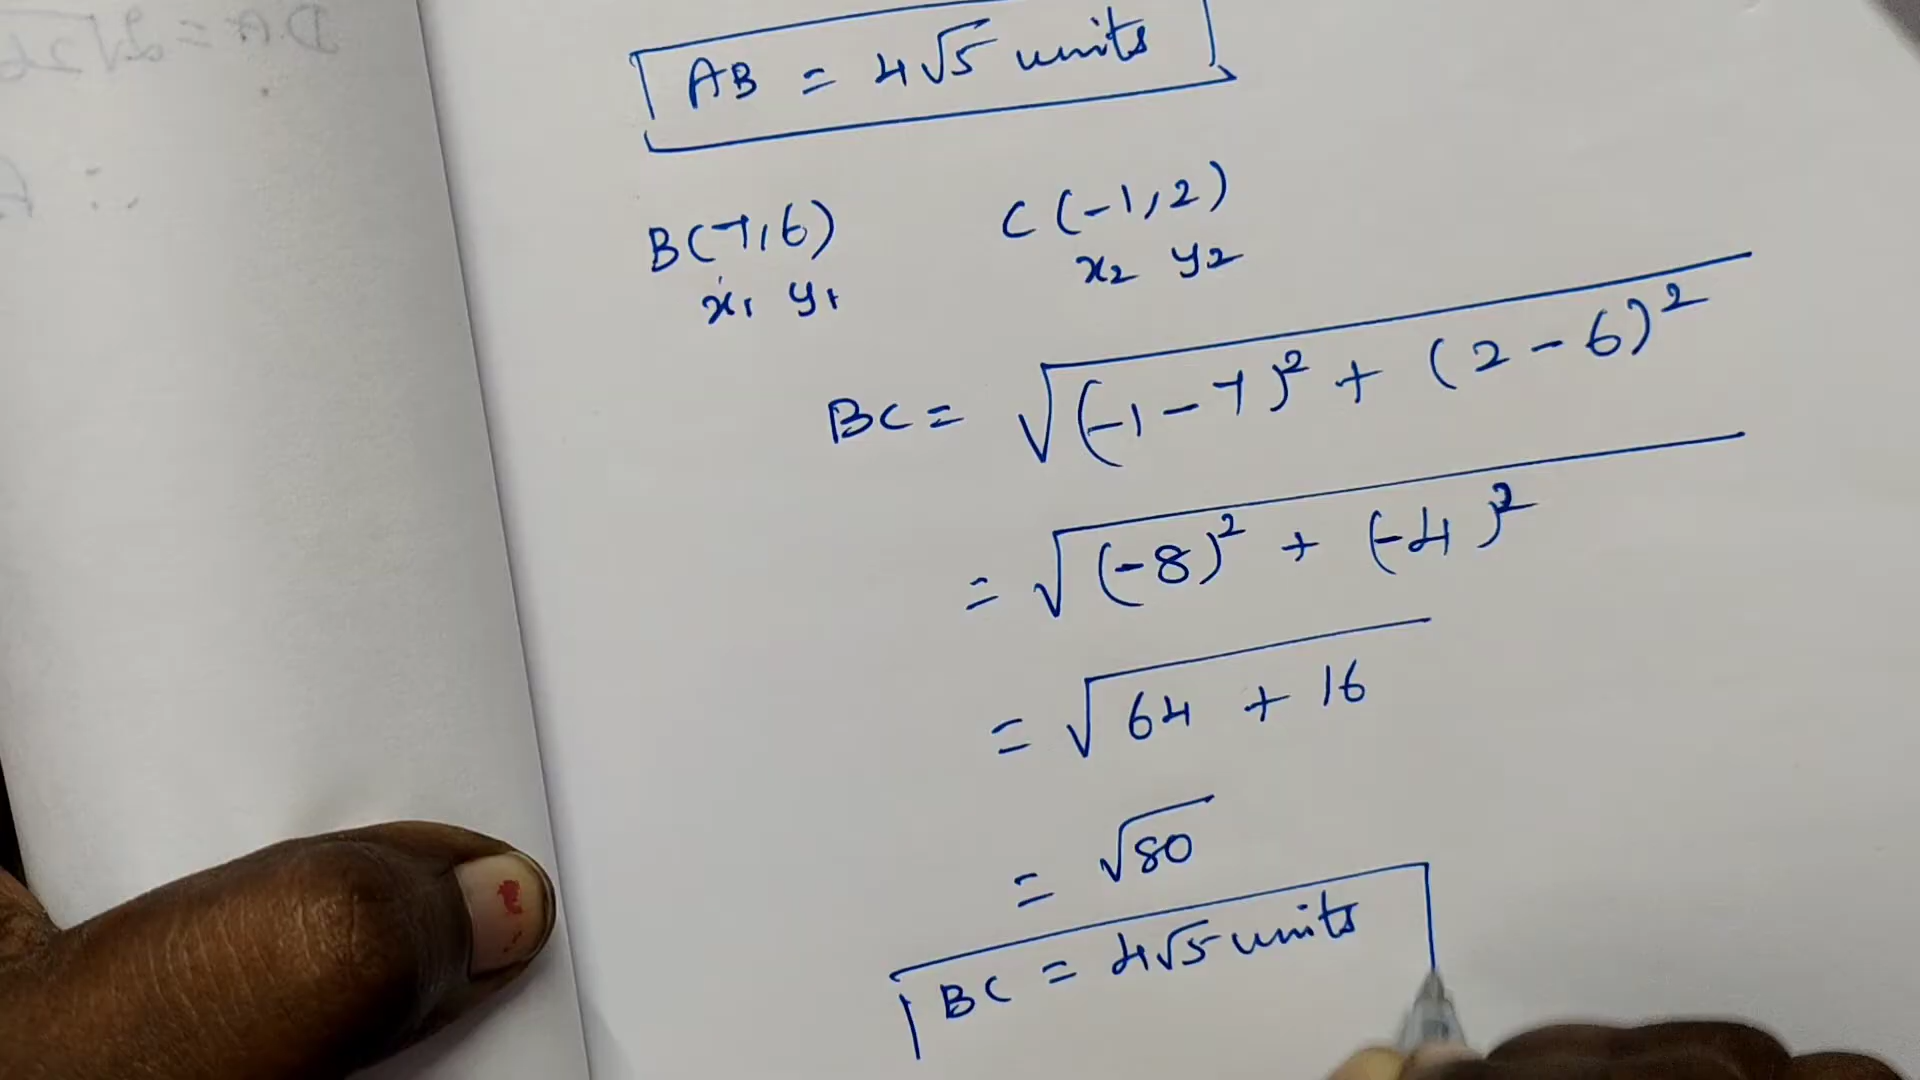 AB = 4√5 units
B(7,6) C(-1,2)
x₁ y₁ x₂ y₂
BC = √(-1-7)² + (2-6)²
= √(-8)² + (-4)²
= √64 + 16
= √80
BC = 4√5 units